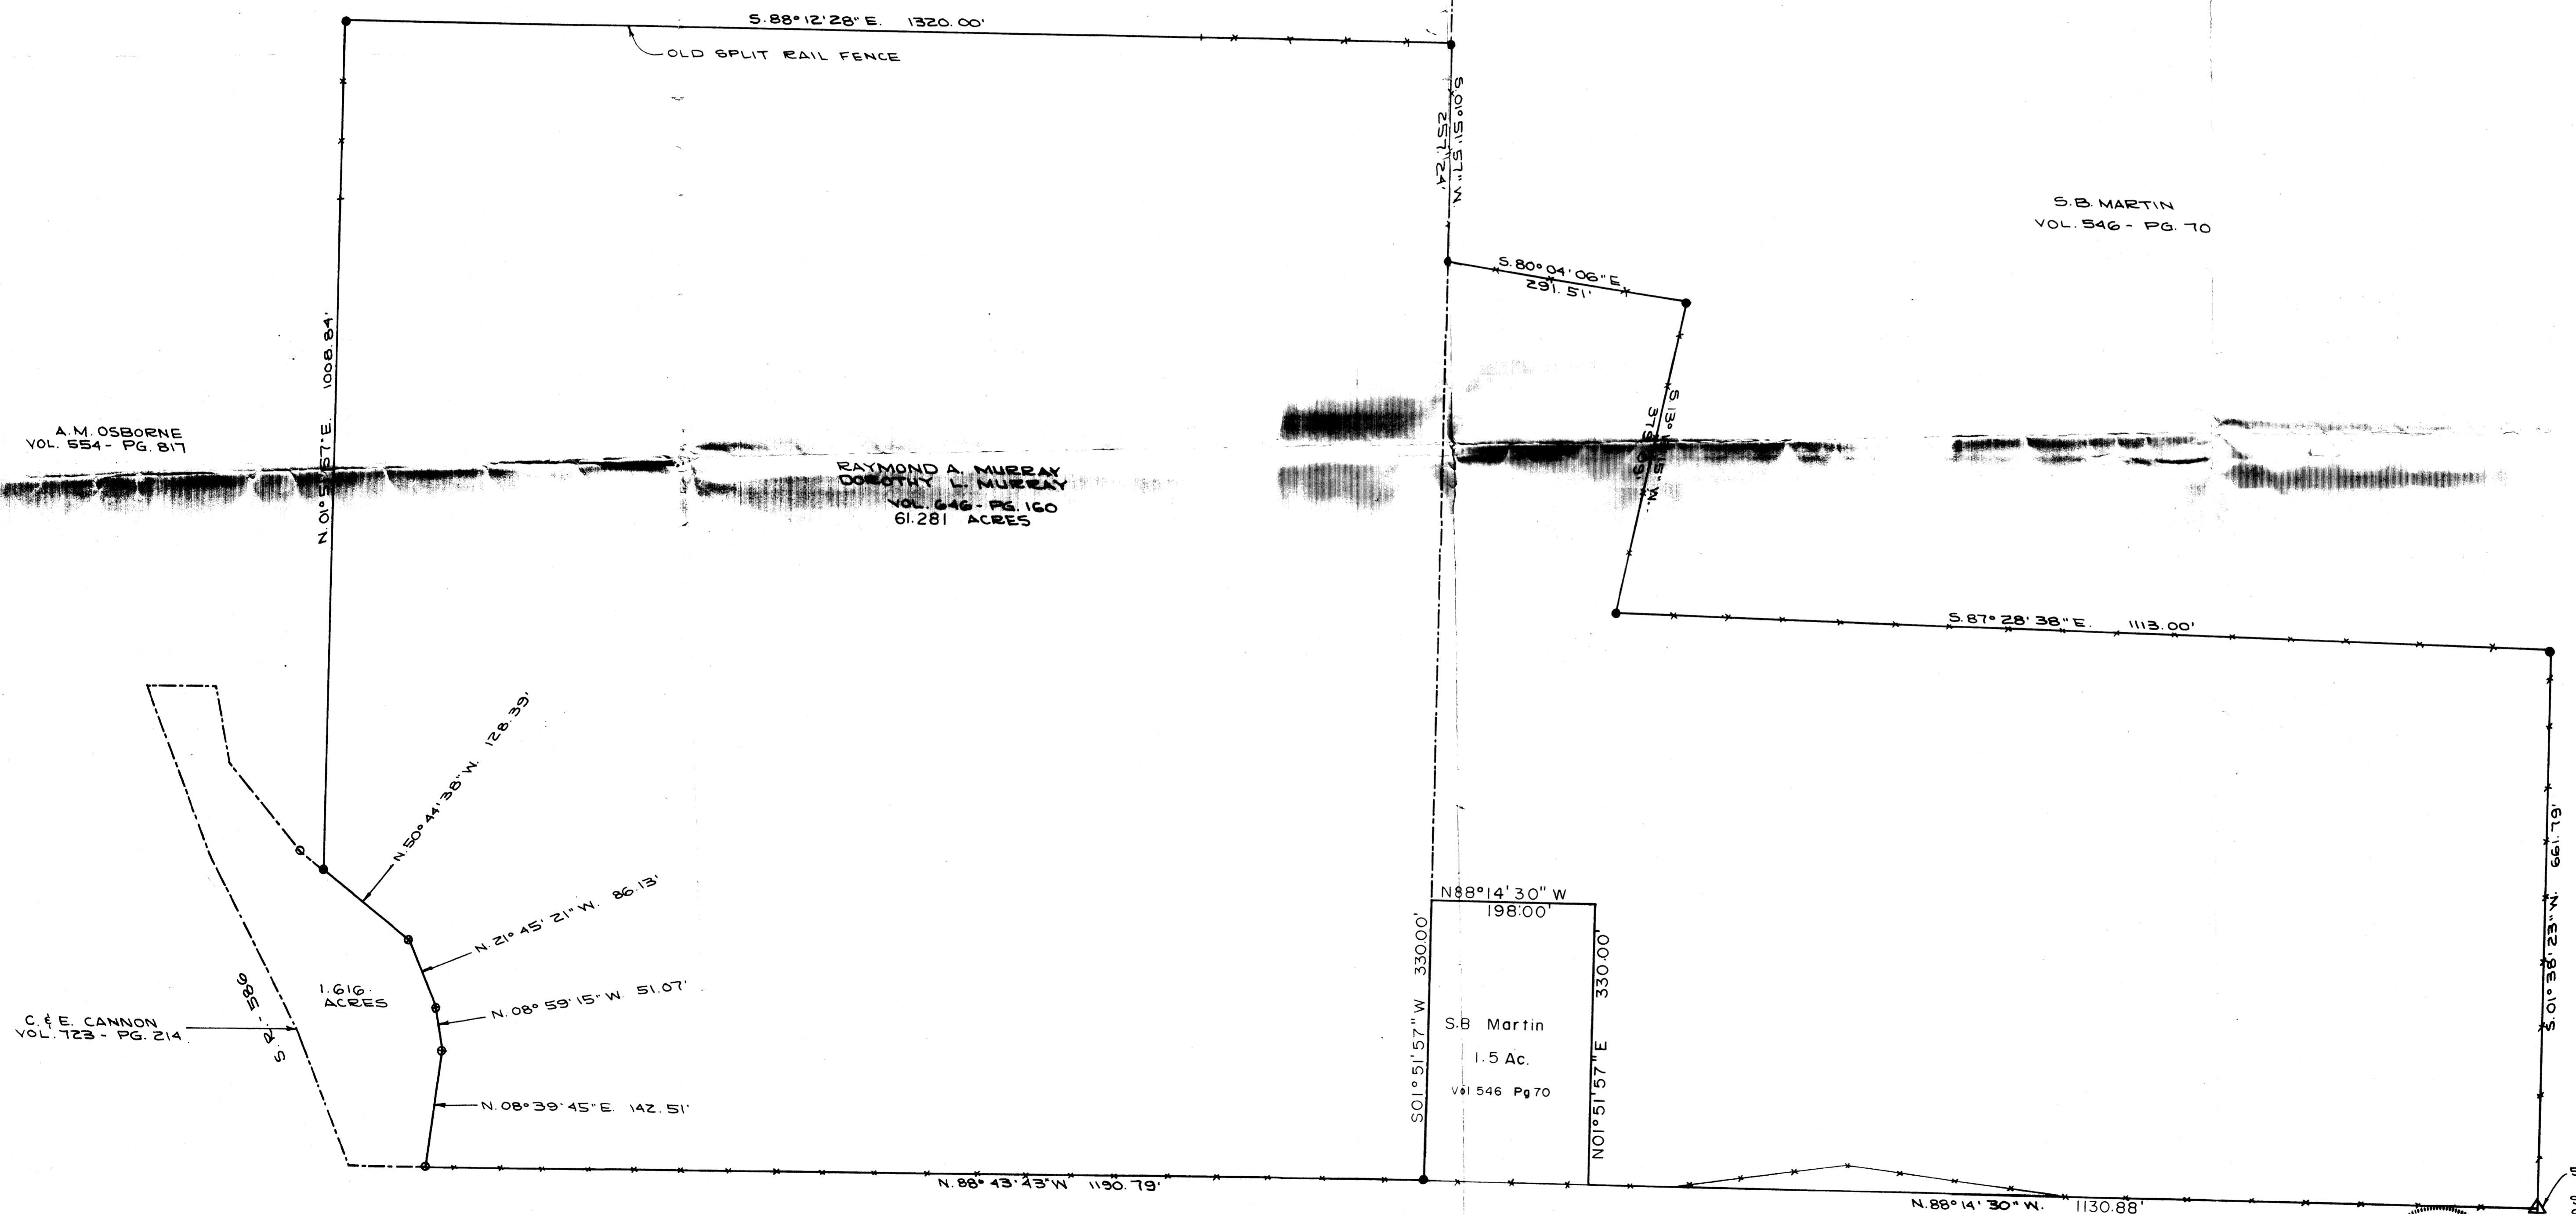 S.88°12'28"E. 1320.00'
OLD SPLIT RAIL FENCE
S.01°51'57"W.
257.24'
S.B. MARTIN
VOL. 546 - PG. 70
S.80°04'06"E.
291.51'
N.01°51'57"E. 1008.84'
S.13° 15"W.
A.M. OSBORNE
VOL. 554 - PG. 817
RAYMOND A. MURRAY
DOROTHY L. MURRAY
VOL. 646 - PG. 160
61.281 ACRES
S.87°28'38"E. 1113.00'
N.50°44'38"W. 128.39'
N.21°45'21"W. 86.13'
N.08°59'15"W. 51.07'
N.08°39'45"E. 142.51'
1.616
ACRES
S.R.-586
C. & E. CANNON
VOL. 723 - PG. 214
N88°14'30"W
198.00'
S01°51'57"W 330.00'
N01°51'57"E 330.00'
S.B Martin
1.5 Ac.
Vol 546 Pg 70
S.01°38'23"W. 661.79'
N.88°43'43"W 1190.79'
N.88°14'30"W. 1130.88'